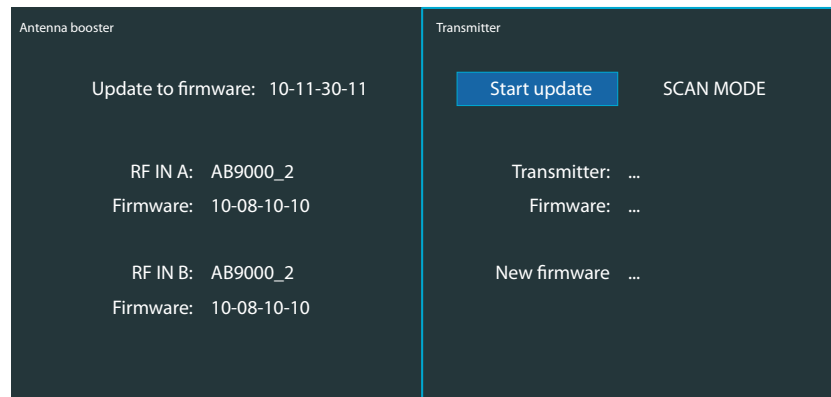 Antenna booster
Update to firmware: 10-11-30-11
RF IN A: AB9000_2
Firmware: 10-08-10-10
RF IN B: AB9000_2
Firmware: 10-08-10-10
Transmitter
Start update SCAN MODE
Transmitter: ...
Firmware: ...
New firmware ...